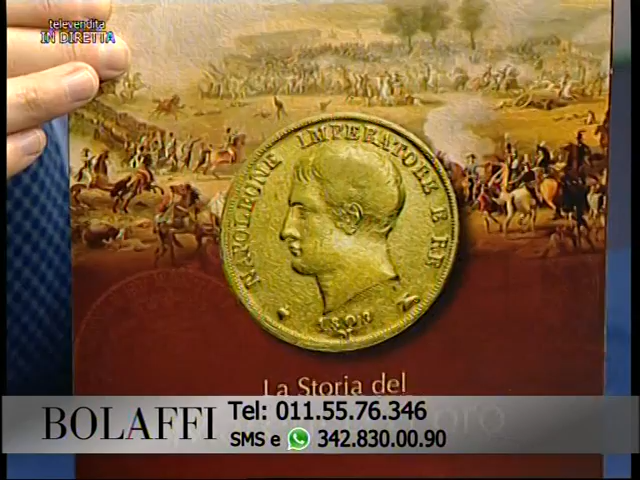 televendita
IN DIRETTA
NAPOLEONE IMPERATORE E RE
La Storia del
oro
BOLAFFI
Tel: 011.55.76.346
SMS e 342.830.00.90